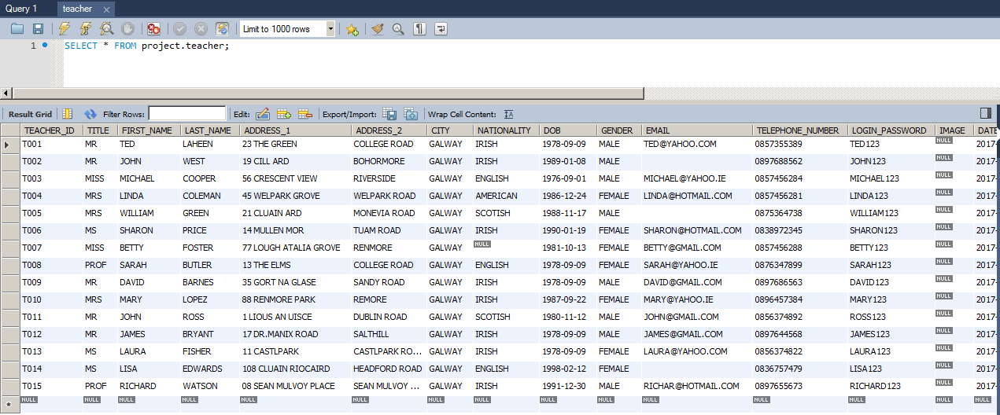 Query 1 teacher
Limit to 1000 rows
1 SELECT * FROM project.teacher;
Result Grid Filter Rows: Edit: Export/Import: Wrap Cell Content:
TEACHER_ID TITLE FIRST_NAME LAST_NAME ADDRESS_1 ADDRESS_2 CITY NATIONALITY DOB GENDER EMAIL TELEPHONE_NUMBER LOGIN_PASSWORD IMAGE DATE
T001 MR TED LAHEEN 23 THE GREEN COLLEGE ROAD GALWAY IRISH 1978-09-09 MALE TED@YAHOO.COM 0857355389 TED123 NULL 2017-
T002 MR JOHN WEST 19 CILL ARD BOHORMORE GALWAY IRISH 1989-01-08 MALE 0897688562 JOHN123 NULL 2017-
T003 MISS MICHAEL COOPER 56 CRESCENT VIEW RIVERSIDE GALWAY ENGLISH 1976-09-01 MALE MICHAEL@YAHOO.IE 0857456284 MICHAEL123 NULL 2017-
T004 MRS LINDA COLEMAN 45 WELPARK GROVE WELPARK ROAD GALWAY AMERICAN 1986-12-24 FEMALE LINDA@HOTMAIL.COM 0857456281 LINDA123 NULL 2017-
T005 MRS WILLIAM GREEN 21 CLUAIN ARD MONEVIA ROAD GALWAY SCOTISH 1988-11-17 MALE 0875364738 WILLIAM123 NULL 2017-
T006 MS SHARON PRICE 14 MULLEN MOR TUAM ROAD GALWAY IRISH 1990-01-19 FEMALE SHARON@HOTMAIL.COM 0838972345 SHARON123 NULL 2017-
T007 MISS BETTY FOSTER 77 LOUGH ATALIA GROVE RENMORE GALWAY NULL 1981-10-13 FEMALE BETTY@GMAIL.COM 0857456288 BETTY123 NULL 2017-
T008 PROF SARAH BUTLER 13 THE ELMS COLLEGE ROAD GALWAY ENGLISH 1978-09-09 FEMALE SARAH@YAHOO.IE 0876347899 SARAH123 NULL 2017-
T009 MR DAVID BARNES 35 GORT NA GLASE SANDY ROAD GALWAY IRISH 1978-09-09 MALE DAVID@GMAIL.COM 0897686563 DAVID123 NULL 2017-
T010 MRS MARY LOPEZ 88 RENMORE PARK REMORE GALWAY IRISH 1987-09-22 FEMALE MARY@YAHOO.IE 0896457384 MARY123 NULL 2017-
T011 MR JOHN ROSS 1 LIOUS AN UISCE DUBLIN ROAD GALWAY SCOTISH 1980-11-12 MALE JOHN@GMAIL.COM 0856374892 ROSS123 NULL 2017-
T012 MR JAMES BRYANT 17 DR.MANIX ROAD SALTHILL GALWAY IRISH 1978-09-09 MALE JAMES@GMAIL.COM 0897644568 JAMES123 NULL 2017-
T013 MS LAURA FISHER 11 CASTLPARK CASTLPARK RO... GALWAY IRISH 1978-09-09 FEMALE LAURA@YAHOO.COM 0856374822 LAURA123 NULL 2017-
T014 MS LISA EDWARDS 108 CLUAIN RIOCAIRD HEADFORD ROAD GALWAY ENGLISH 1998-02-12 FEMALE 0836757479 LISA123 NULL 2017-
T015 PROF RICHARD WATSON 08 SEAN MULVOY PLACE SEAN MULVOY ... GALWAY IRISH 1991-12-30 MALE RICHAR@HOTMAIL.COM 0897655673 RICHARD123 NULL 2017-
NULL NULL NULL NULL NULL NULL NULL NULL NULL NULL NULL NULL NULL NULL NULL